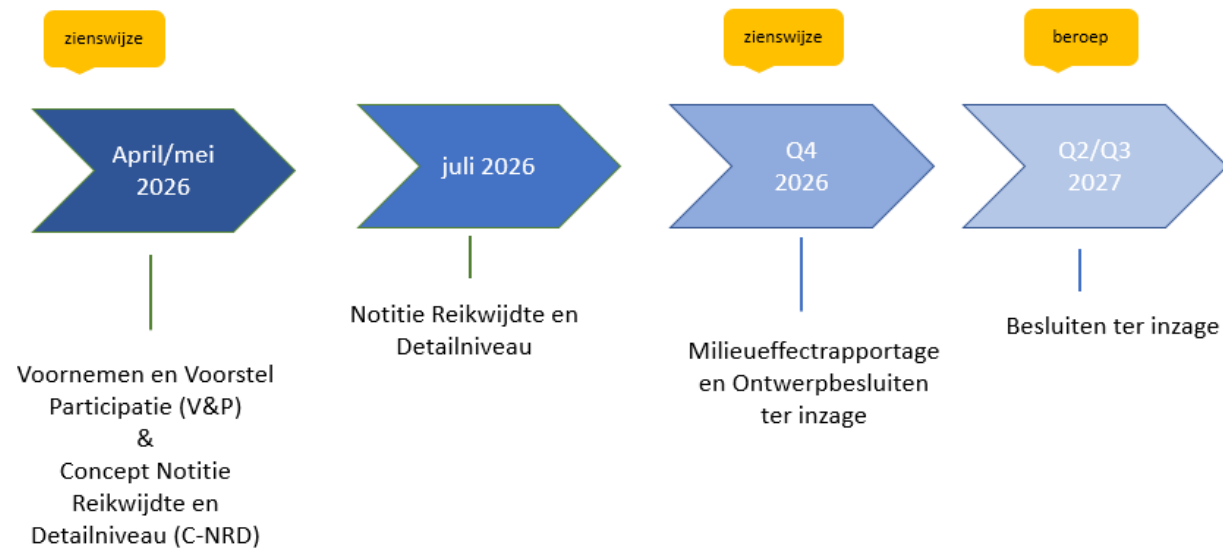 zienswijze
zienswijze
beroep
April/mei
2026
juli 2026
Q4
2026
Q2/Q3
2027
Voornemen en Voorstel
Participatie (V&P)
&
Concept Notitie
Reikwijdte en
Detailniveau (C-NRD)
Notitie Reikwijdte en
Detailniveau
Milieueffectrapportage
en Ontwerpbesluiten
ter inzage
Besluiten ter inzage